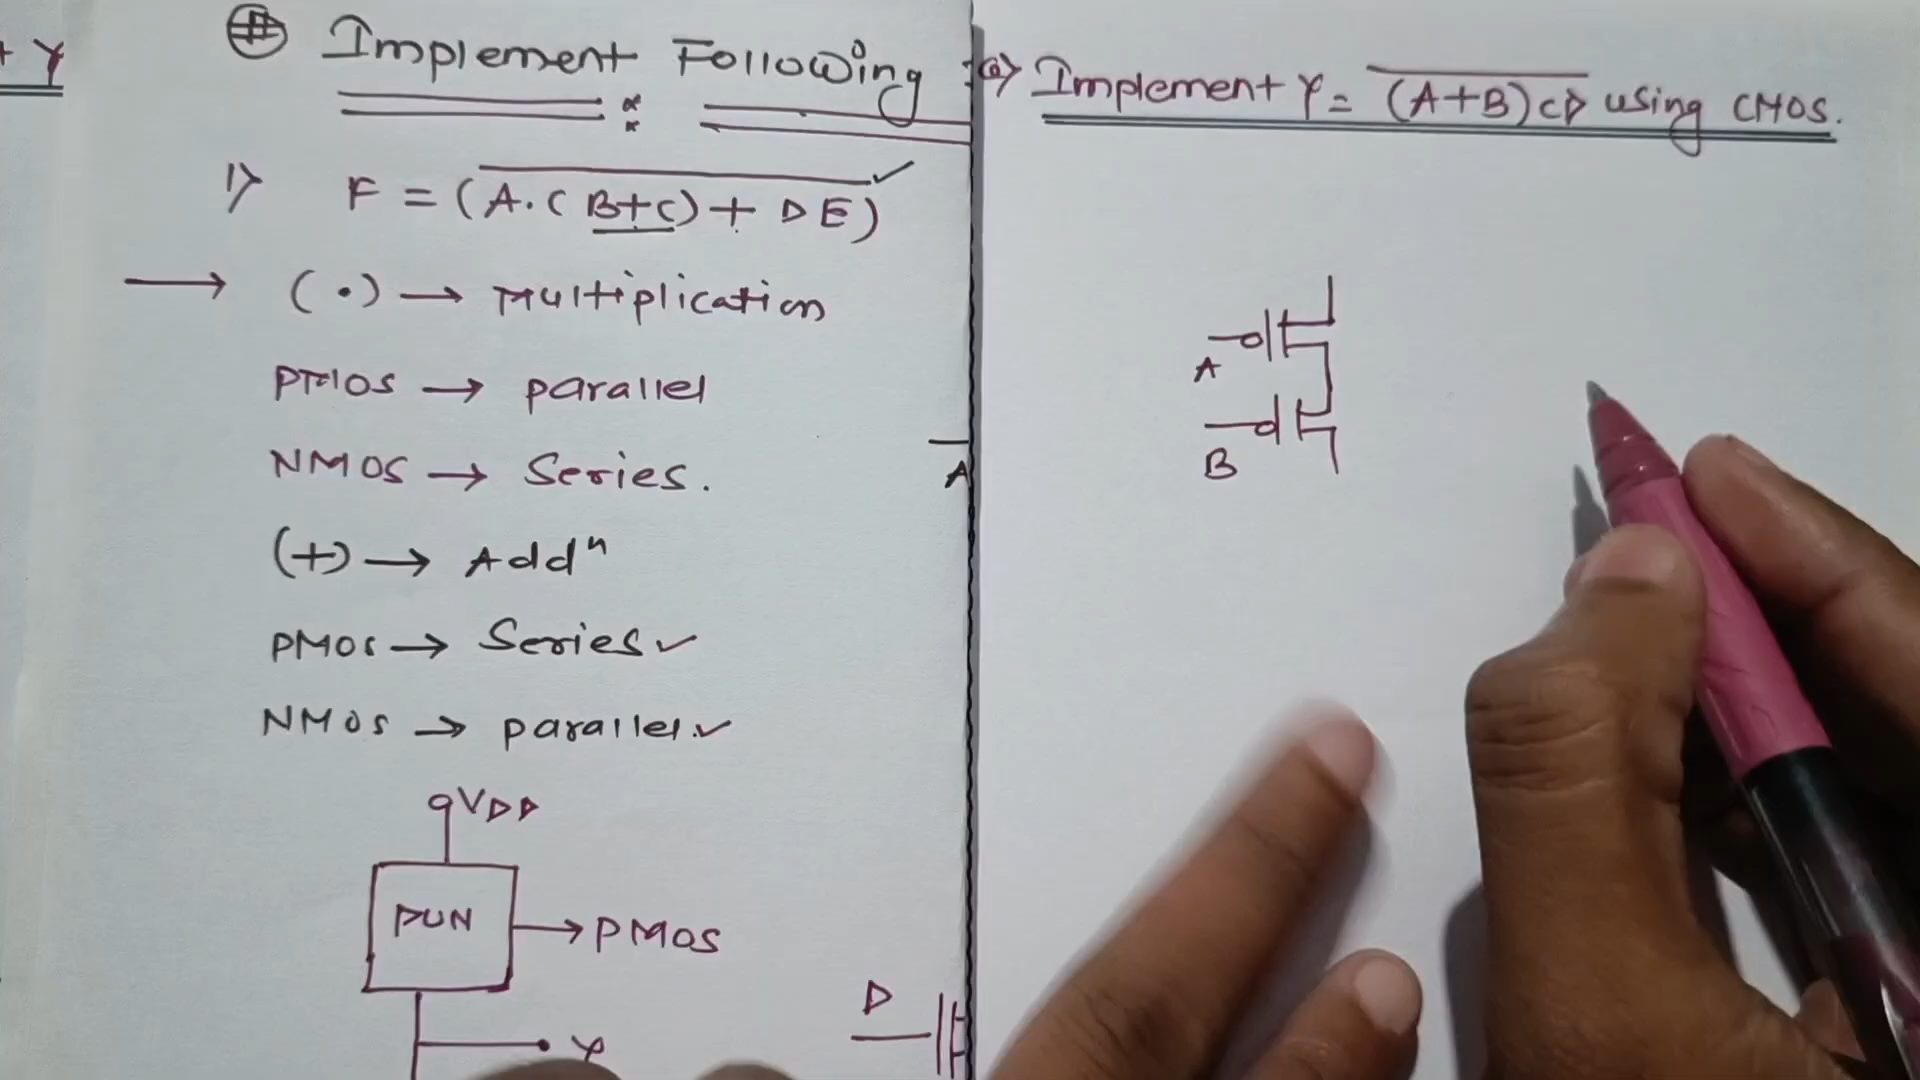 + Y
# Implement Following :
1) F = (A.(B+C) + DE)
→ (.) → Multiplication
PMOS → parallel
NMOS → Series.
(+) → Addⁿ
PMOS → Series ✓
NMOS → parallel. ✓
VDD
PUN → PMOS
Y
A
D
Q) Implement Y = (A+B)CD using CMOS.
A
B